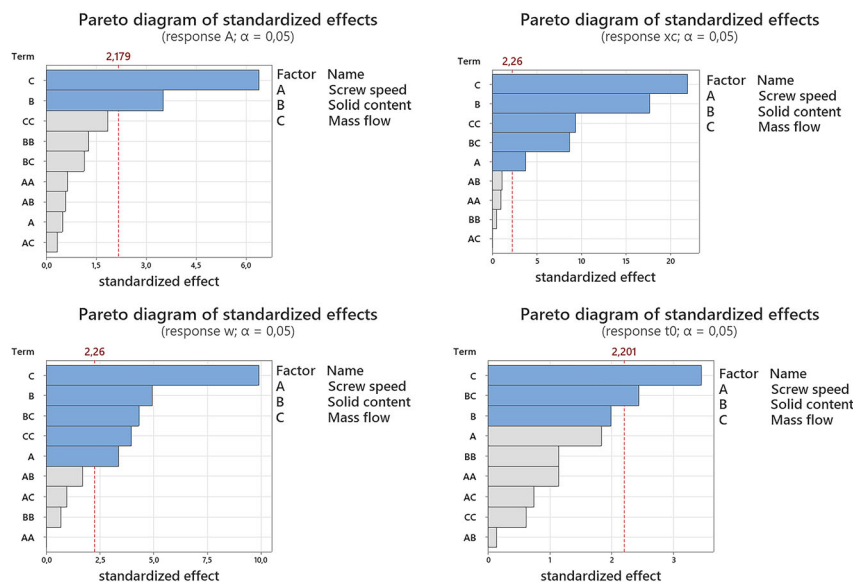 Pareto diagram of standardized effects
(response A; α = 0,05)
Term
2,179
C
B
CC
BB
BC
AA
AB
A
AC
0,0 1,5 3,0 4,5 6,0
standardized effect
Factor Name
A Screw speed
B Solid content
C Mass flow
Pareto diagram of standardized effects
(response xc; α = 0,05)
Term
2,26
C
B
CC
BC
A
AB
AA
BB
AC
0 5 10 15 20
standardized effect
Factor Name
A Screw speed
B Solid content
C Mass flow
Pareto diagram of standardized effects
(response w; α = 0,05)
Term
2,26
C
B
BC
CC
A
AB
AC
BB
AA
0,0 2,5 5,0 7,5 10,0
standardized effect
Factor Name
A Screw speed
B Solid content
C Mass flow
Pareto diagram of standardized effects
(response t0; α = 0,05)
Term
2,201
C
BC
B
A
BB
AA
AC
CC
AB
0 1 2 3
standardized effect
Factor Name
A Screw speed
B Solid content
C Mass flow